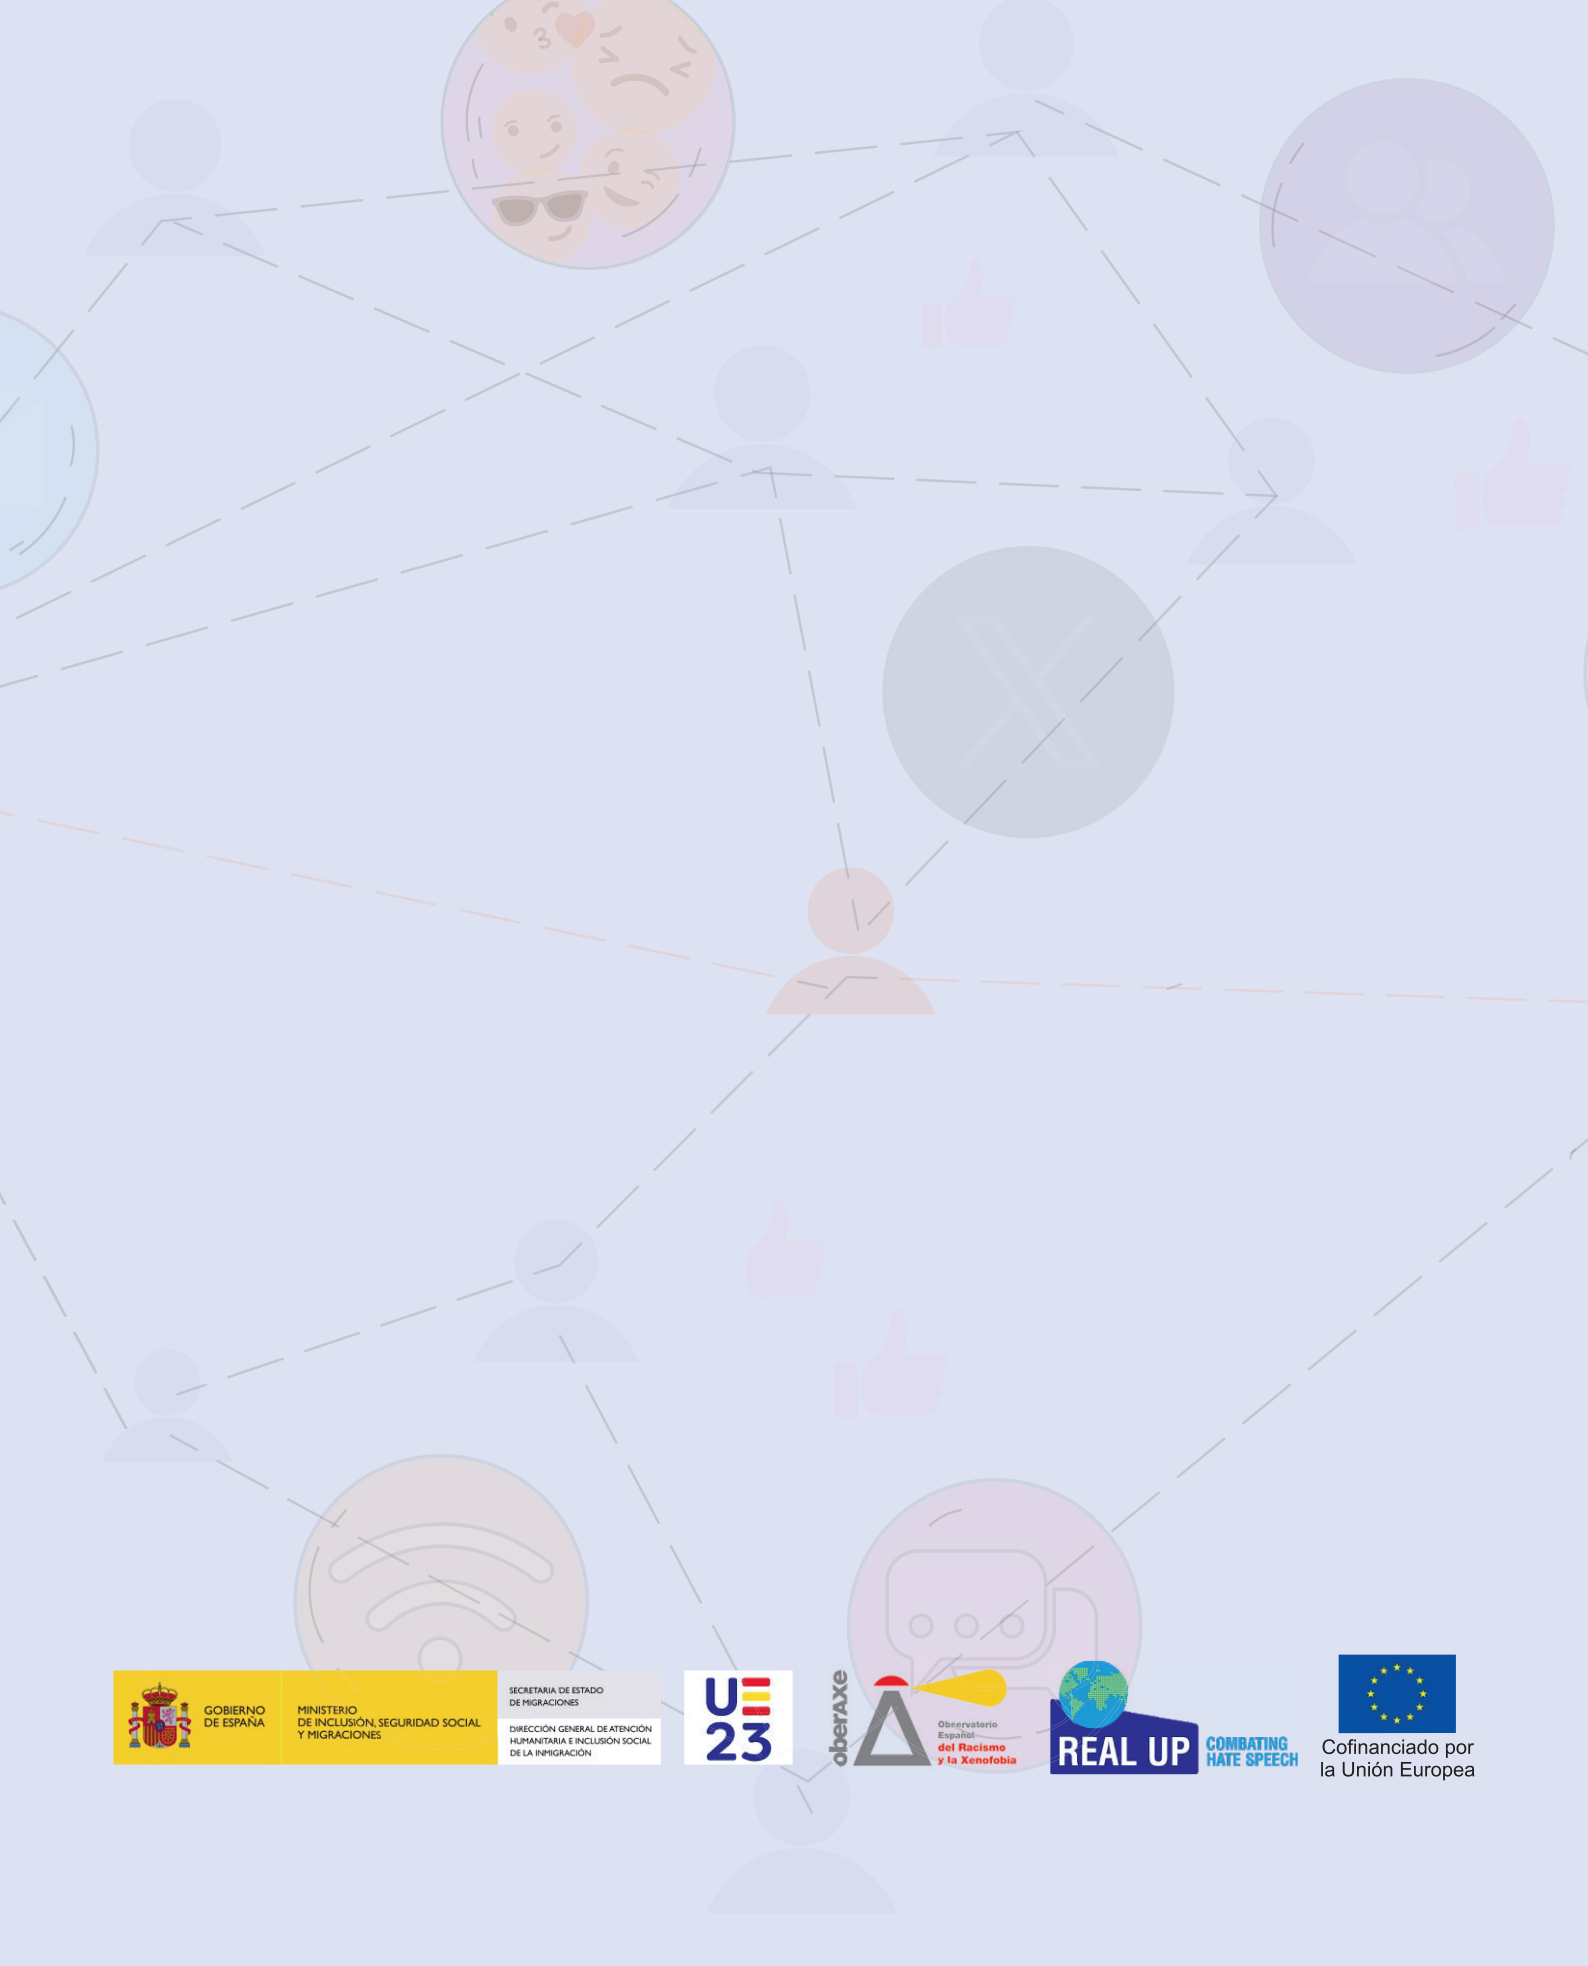 GOBIERNO
DE ESPAÑA
MINISTERIO
DE INCLUSIÓN, SEGURIDAD SOCIAL
Y MIGRACIONES
SECRETARIA DE ESTADO
DE MIGRACIONES
DIRECCIÓN GENERAL DE ATENCIÓN
HUMANITARIA E INCLUSIÓN SOCIAL
DE LA INMIGRACIÓN
UE
23
oberAxe
Observatorio
Español
del Racismo
y la Xenofobia
REAL UP
COMBATING
HATE SPEECH
Cofinanciado por
la Unión Europea